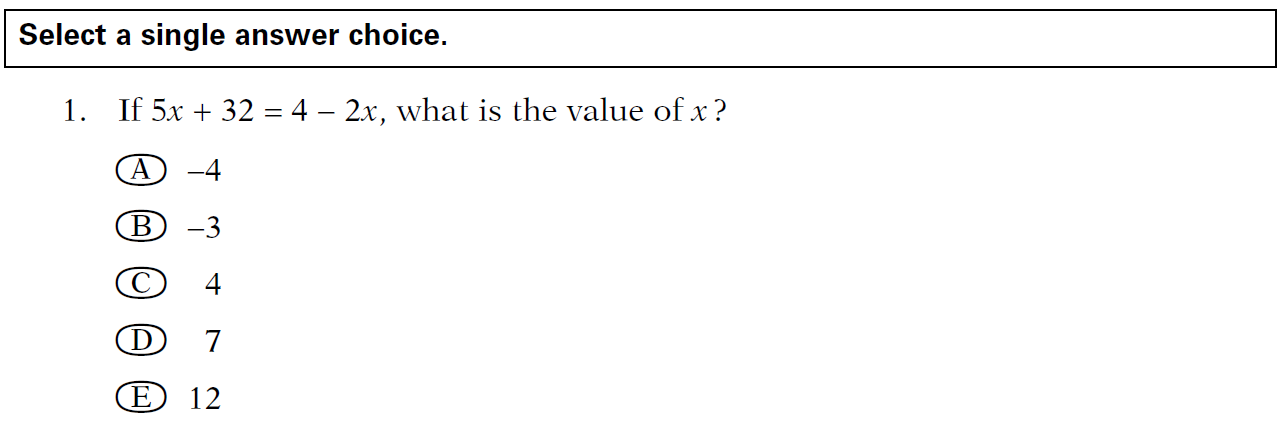 Select a single answer choice.
1. If 5x + 32 = 4 – 2x, what is the value of x?
A –4
B –3
C 4
D 7
E 12